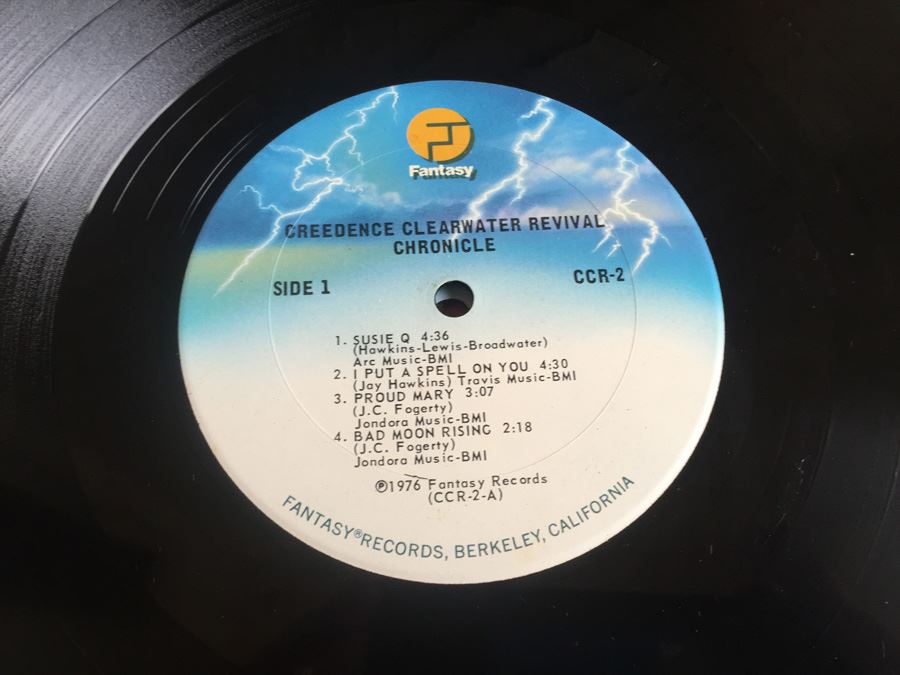 Fantasy
CREEDENCE CLEARWATER REVIVAL
CHRONICLE
SIDE 1
CCR-2
1. SUSIE Q 4:36
(Hawkins-Lewis-Broadwater)
Arc Music-BMI
2. I PUT A SPELL ON YOU 4:30
(Jay Hawkins) Travis Music-BMI
3. PROUD MARY 3:07
(J.C. Fogerty)
Jondora Music-BMI
4. BAD MOON RISING 2:18
(J.C. Fogerty)
Jondora Music-BMI
℗1976 Fantasy Records
(CCR-2-A)
FANTASY® RECORDS, BERKELEY, CALIFORNIA